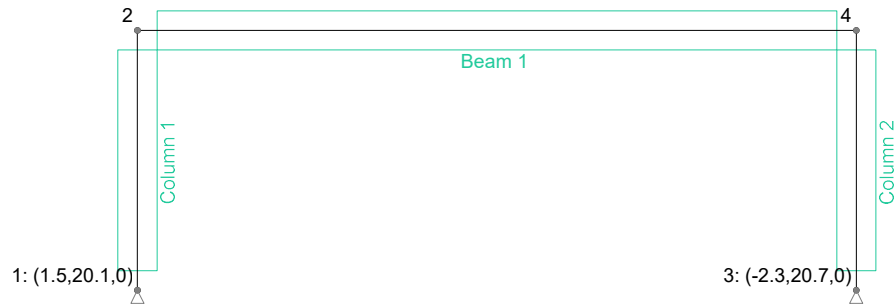 2
4
Beam 1
Column 1
Column 2
1: (1.5,20.1,0)
3: (-2.3,20.7,0)